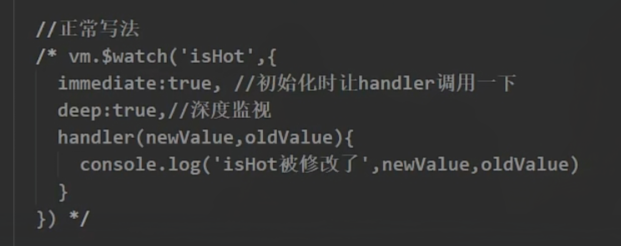 //正常写法
/* vm.$watch('isHot',{
immediate:true, //初始化时让handler调用一下
deep:true,//深度监视
handler(newValue,oldValue){
console.log('isHot被修改了',newValue,oldValue)
}
}) */